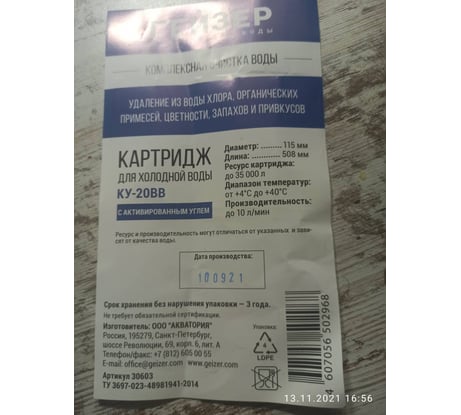 ГЕЙЗЕР
ВОДЫ
КОМПЛЕКСНАЯ ОЧИСТКА ВОДЫ
УДАЛЕНИЕ ИЗ ВОДЫ ХЛОРА, ОРГАНИЧЕСКИХ
ПРИМЕСЕЙ, ЦВЕТНОСТИ, ЗАПАХОВ И ПРИВКУСОВ
КАРТРИДЖ
ДЛЯ ХОЛОДНОЙ ВОДЫ
КУ-20ВВ
С АКТИВИРОВАННЫМ УГЛЕМ
Диаметр: .......... 115 мм
Длина: ............. 508 мм
Ресурс картриджа:
до 35 000 л
Диапазон температур:
от +4°С до +40°С
Производительность:
до 10 л/мин
Ресурс и производительность могут отличаться от указанных и зави-
сят от качества воды.
Дата производства:
100921
Срок хранения без нарушения упаковки – 3 года.
Не требует обязательной сертификации.
Изготовитель: ООО "АКВАТОРИЯ"
Россия, 195279, Санкт-Петербург,
шоссе Революции, 69, корп. 6, лит. А
Телефон/факс: +7 (812) 605 00 55
E-mail: office@geizer.com
www.geizer.com
Артикул 30603
ТУ 3697-023-48981941-2014
Упаковка:
4
LDPE
4 607056 502968
13.11.2021 16:56